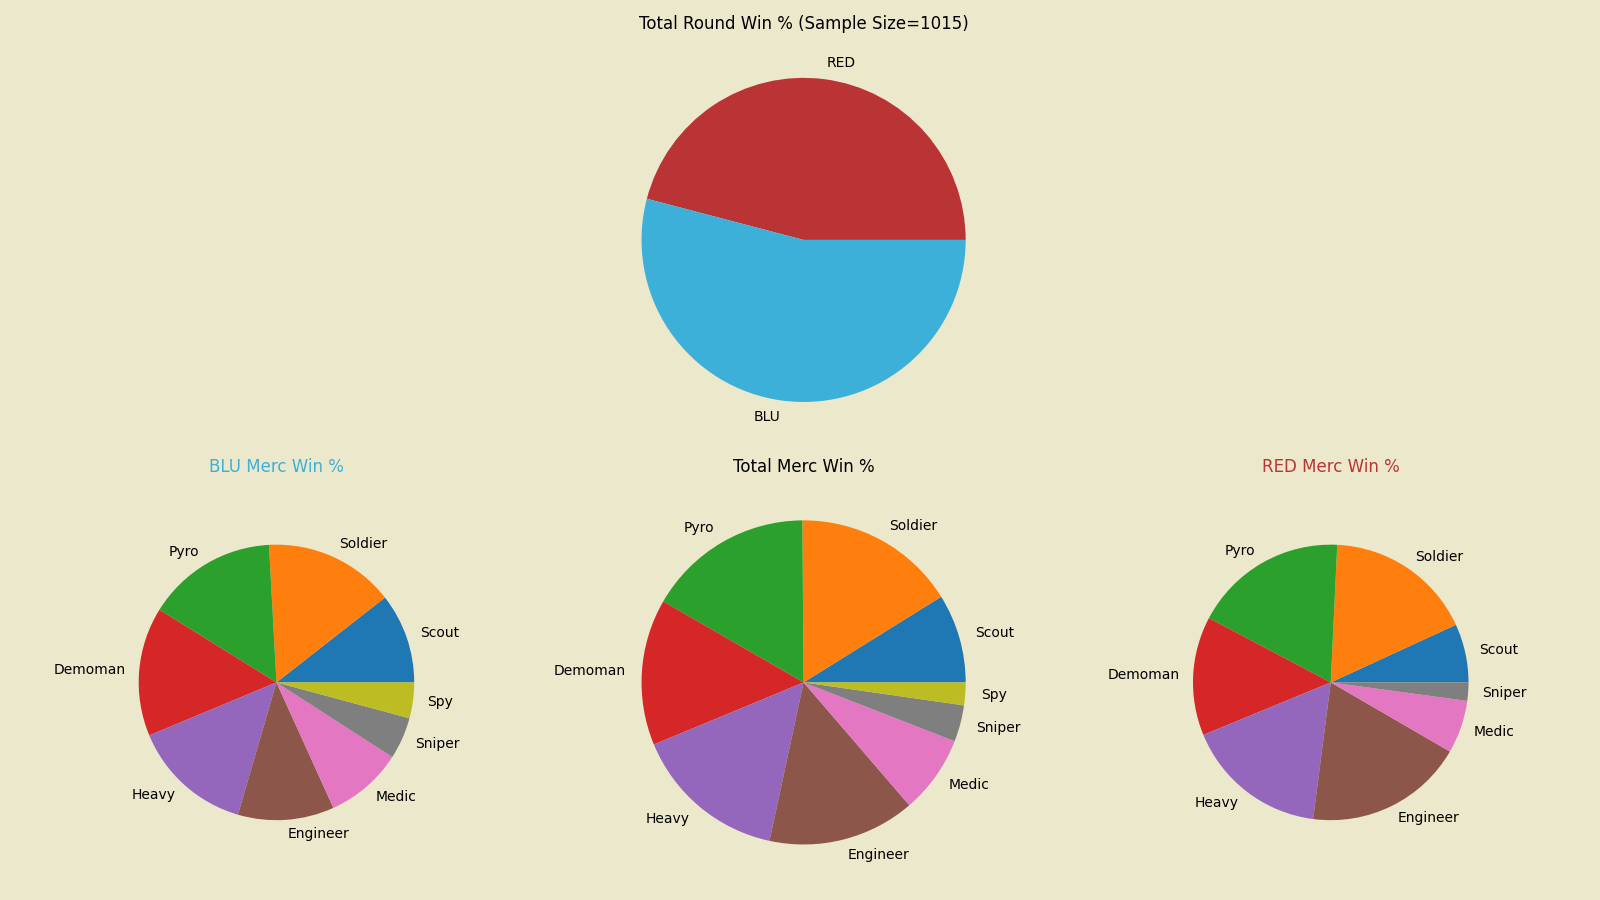 Total Round Win % (Sample Size=1015)
RED
BLU
BLU Merc Win %
Soldier
Pyro
Scout
Demoman
Spy
Sniper
Heavy
Medic
Engineer
Total Merc Win %
Soldier
Pyro
Scout
Demoman
Spy
Sniper
Medic
Heavy
Engineer
RED Merc Win %
Pyro
Soldier
Scout
Demoman
Sniper
Medic
Heavy
Engineer